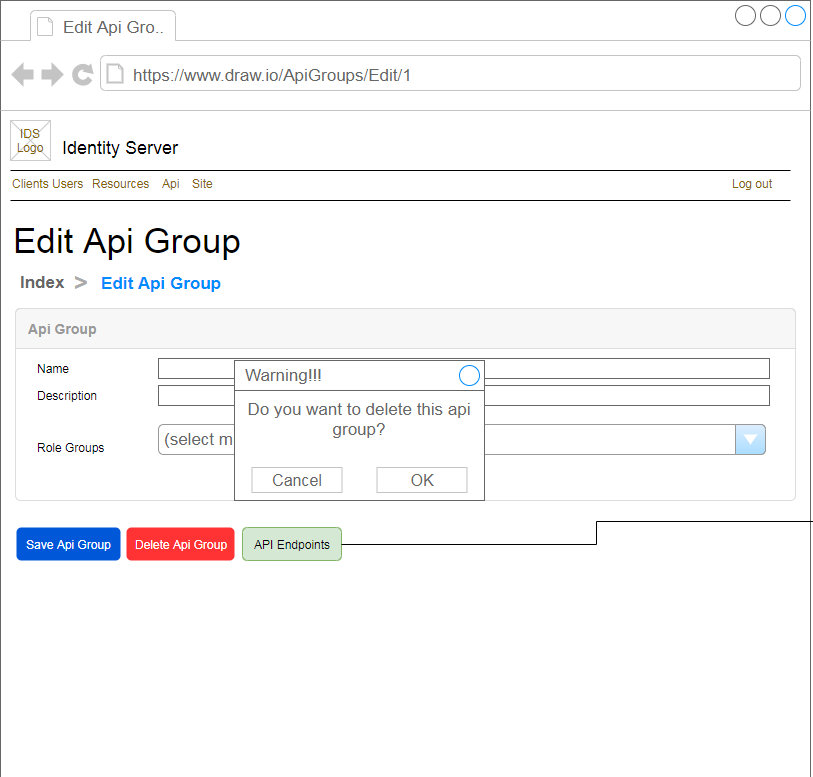 Edit Api Gro..
https://www.draw.io/ApiGroups/Edit/1
IDS
Logo
Identity Server
Clients Users Resources Api Site Log out
Edit Api Group
Index > Edit Api Group
Api Group
Name
Description
Role Groups
(select m
Warning!!!
Do you want to delete this api
group?
Cancel OK
Save Api Group Delete Api Group API Endpoints